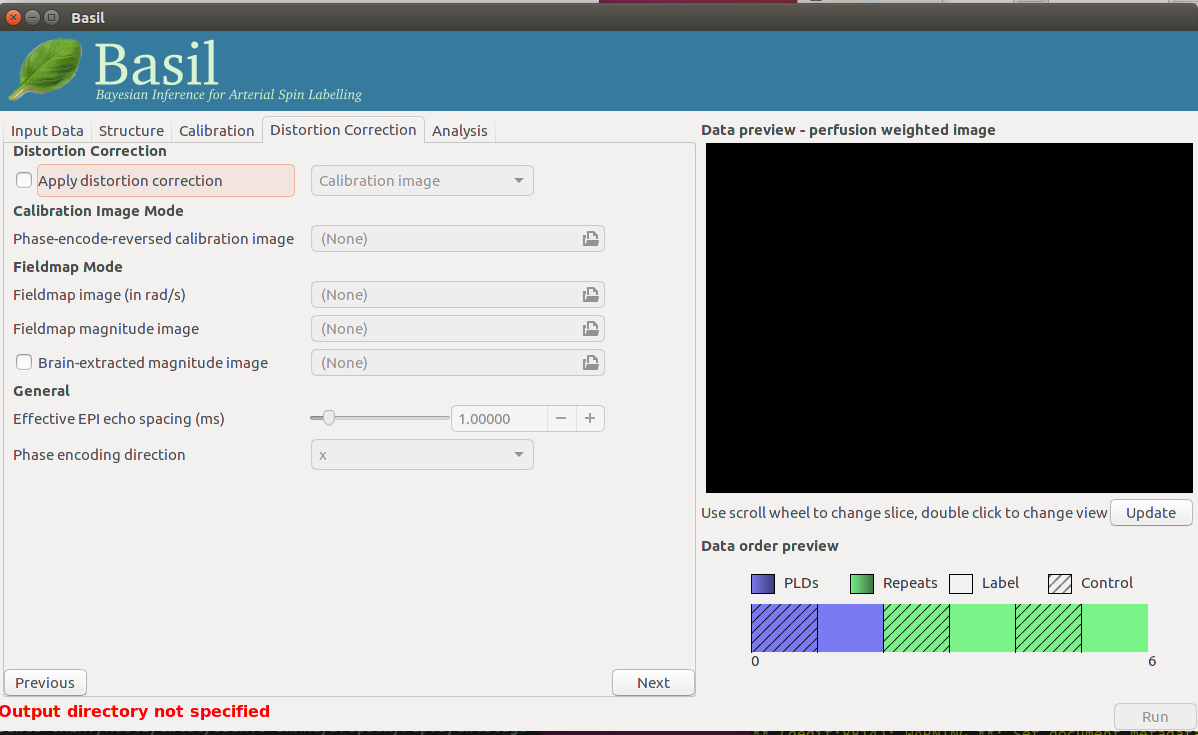 Basil
Basil
Bayesian Inference for Arterial Spin Labelling
Input Data Structure Calibration Distortion Correction Analysis
Distortion Correction
Apply distortion correction Calibration image
Calibration Image Mode
Phase-encode-reversed calibration image (None)
Fieldmap Mode
Fieldmap image (in rad/s) (None)
Fieldmap magnitude image (None)
Brain-extracted magnitude image (None)
General
Effective EPI echo spacing (ms) 1.00000 − +
Phase encoding direction x
Previous Next
Output directory not specified
Data preview - perfusion weighted image
Use scroll wheel to change slice, double click to change view Update
Data order preview
PLDs Repeats Label Control
0 6
Run